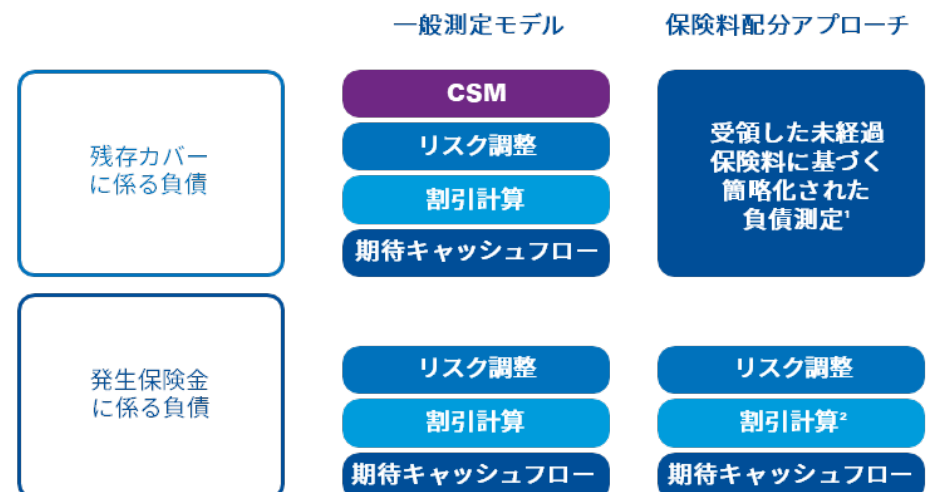 一般測定モデル
保険料配分アプローチ
残存カバー
に係る負債
CSM
リスク調整
割引計算
期待キャッシュフロー
受領した未経過
保険料に基づく
簡略化された
負債測定¹
発生保険金
に係る負債
リスク調整
割引計算
期待キャッシュフロー
リスク調整
割引計算²
期待キャッシュフロー